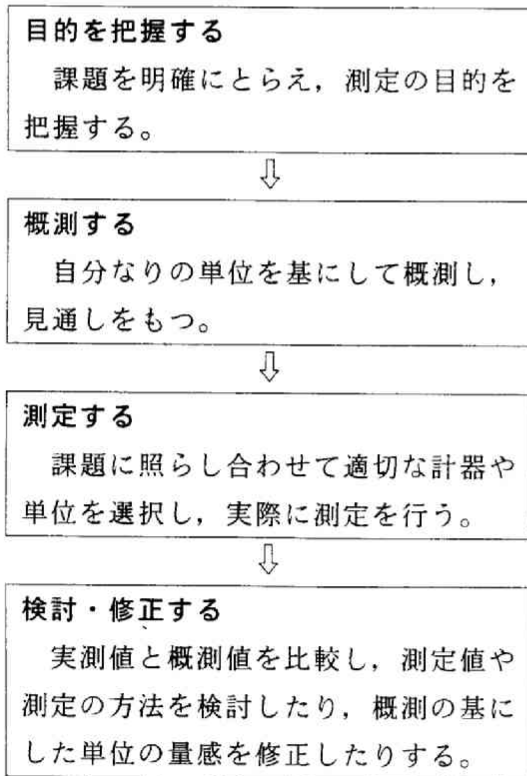 目的を把握する
課題を明確にとらえ，測定の目的を
把握する。
⇩
概測する
自分なりの単位を基にして概測し，
見通しをもつ。
⇩
測定する
課題に照らし合わせて適切な計器や
単位を選択し，実際に測定を行う。
⇩
検討・修正する
実測値と概測値を比較し，測定値や
測定の方法を検討したり，概測の基に
した単位の量感を修正したりする。